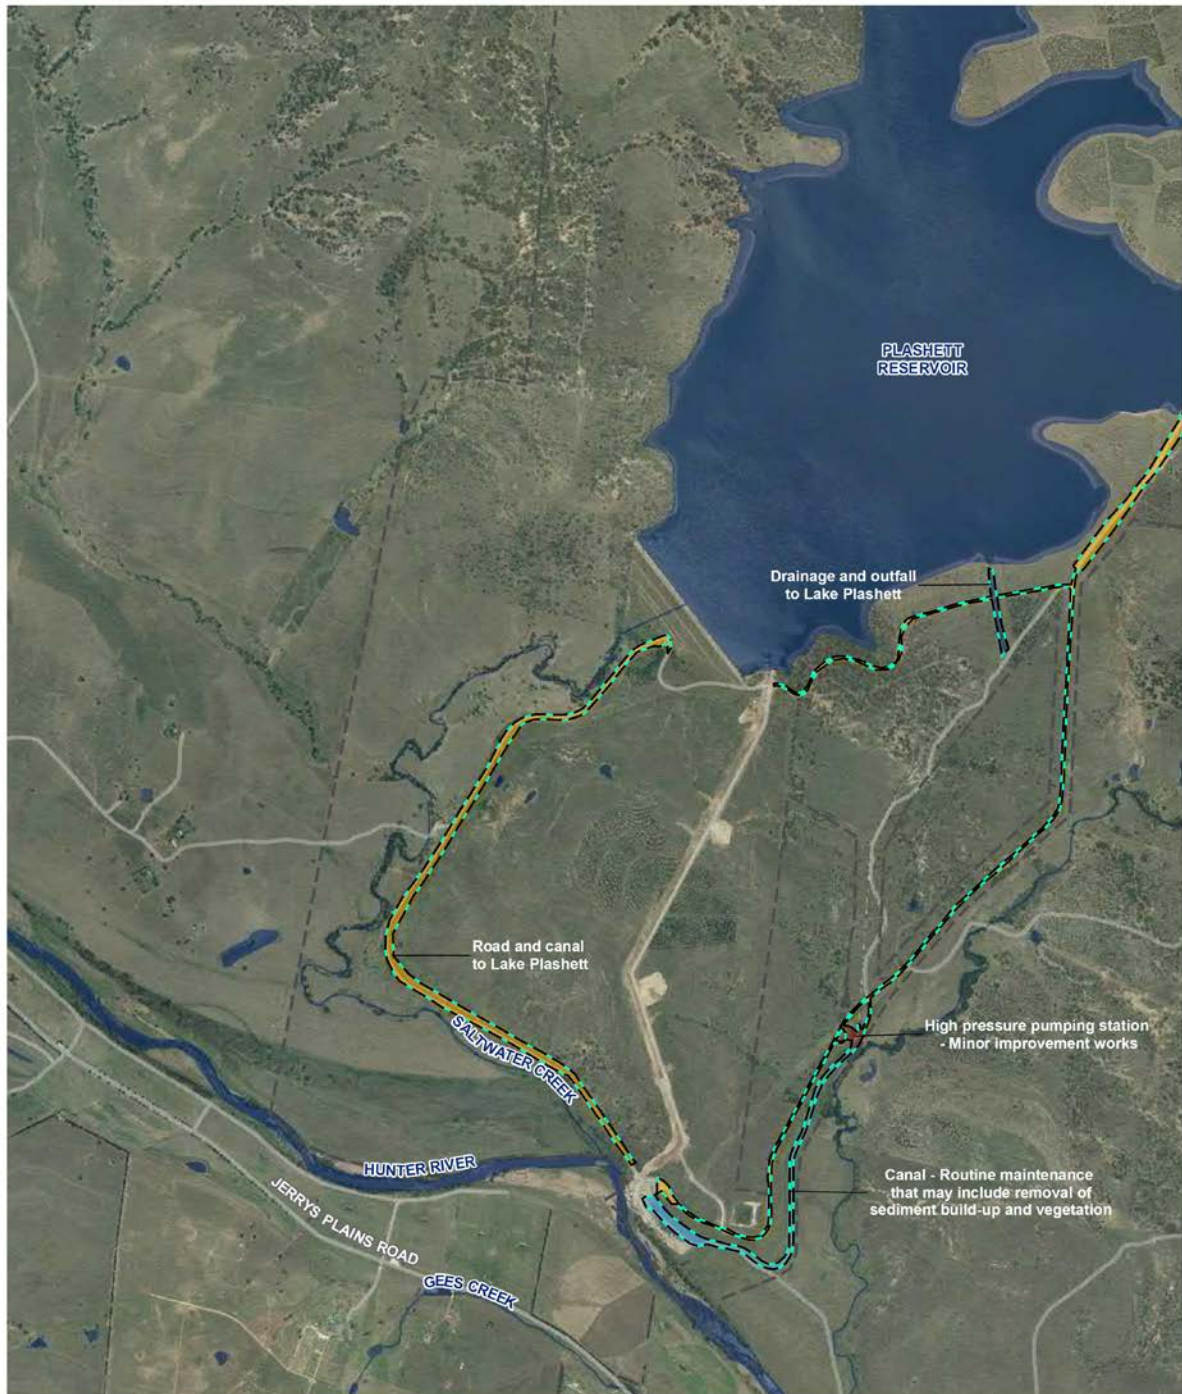 PLASHETT
RESERVOIR
Drainage and outfall
to Lake Plashett
Road and canal
to Lake Plashett
SALTWATER CREEK
High pressure pumping station
- Minor improvement works
HUNTER RIVER
Canal - Routine maintenance
that may include removal of
sediment build-up and vegetation
JERRYS PLAINS ROAD
GEES CREEK